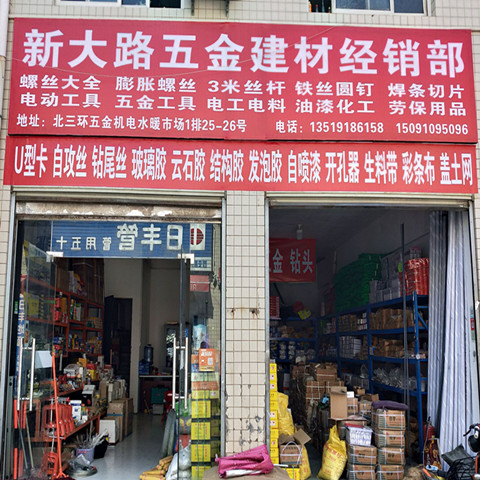 新大路五金建材经销部
螺丝大全 膨胀螺丝 3米丝杆 铁丝圆钉 焊条切片
电动工具 五金工具 电工电料 油漆化工 劳保用品
地址：北三环五金机电水暖市场1排25-26号 电话：13519186158 15091095096
U型卡 自攻丝 钻尾丝 玻璃胶 云石胶 结构胶 发泡胶 自喷漆 开孔器 生料带 彩条布 盖土网
日丰管
金 钻头